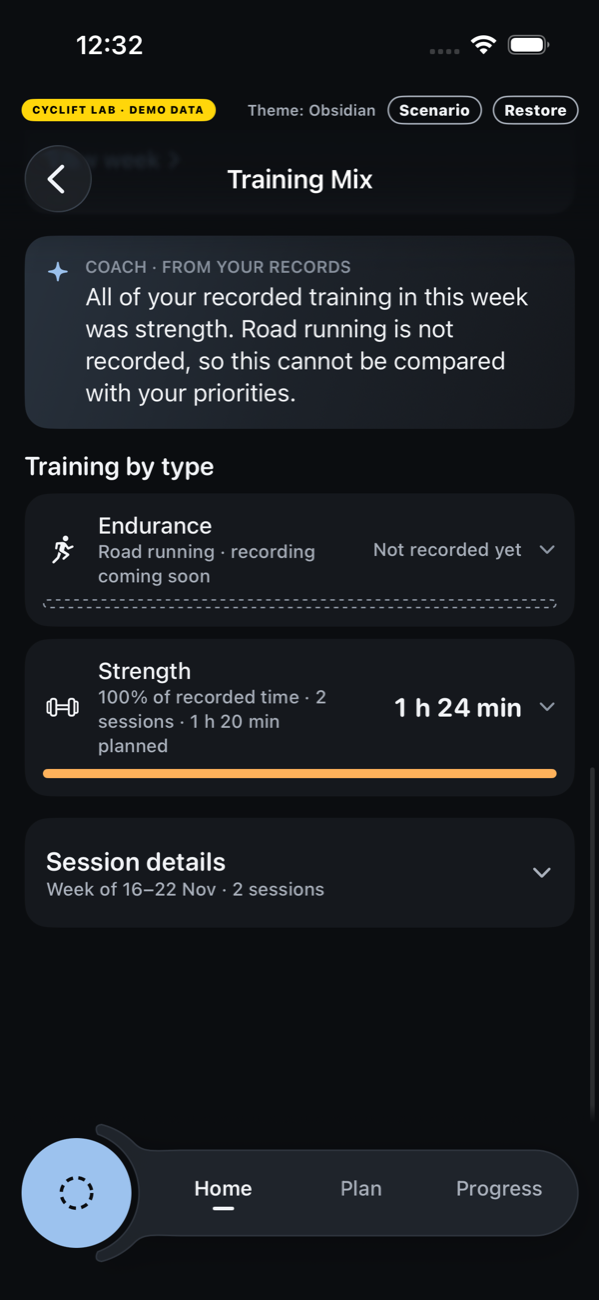 12:32
CYCLIFT LAB · DEMO DATA
Theme: Obsidian
Scenario
Restore
week
Training Mix
COACH · FROM YOUR RECORDS
All of your recorded training in this week
was strength. Road running is not
recorded, so this cannot be compared
with your priorities.
Training by type
Endurance
Road running · recording
coming soon
Not recorded yet
Strength
100% of recorded time · 2
sessions · 1 h 20 min
planned
1 h 24 min
Session details
Week of 16–22 Nov · 2 sessions
Home
Plan
Progress